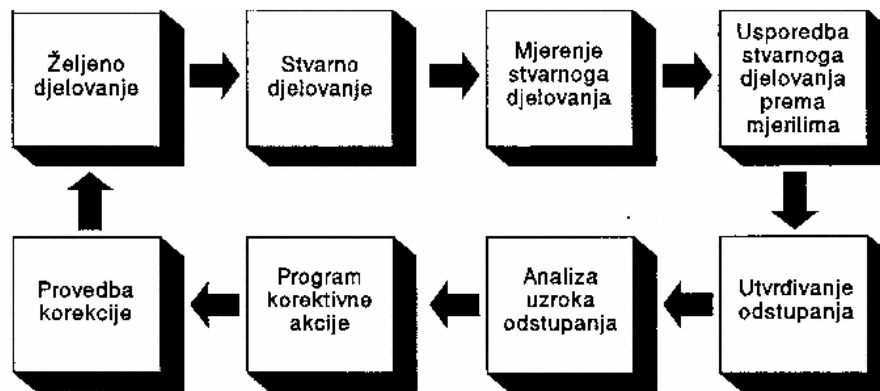 Željeno
djelovanje
Stvarno
djelovanje
Mjerenje
stvarnoga
djelovanja
Usporedba
stvarnoga
djelovanja
prema
mjerilima
Utvrđivanje
odstupanja
Analiza
uzroka
odstupanja
Program
korektivne
akcije
Provedba
korekcije